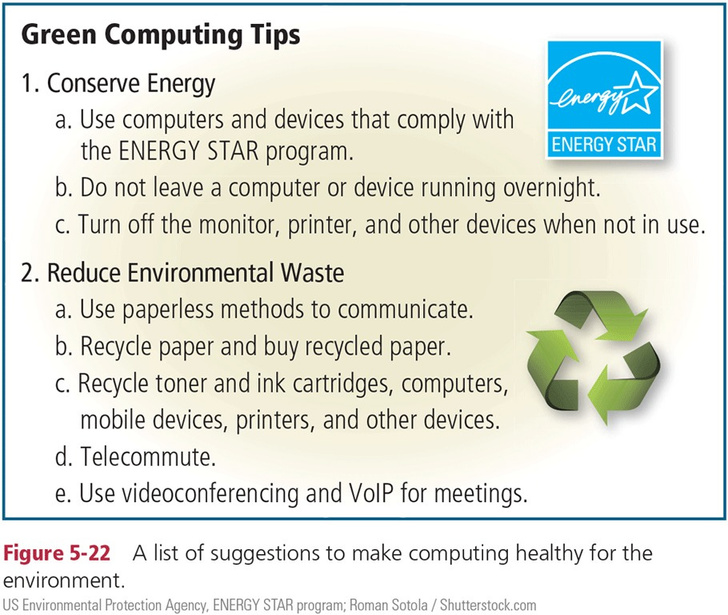 Green Computing Tips
1. Conserve Energy
a. Use computers and devices that comply with
the ENERGY STAR program.
b. Do not leave a computer or device running overnight.
c. Turn off the monitor, printer, and other devices when not in use.
energy
ENERGY STAR
2. Reduce Environmental Waste
a. Use paperless methods to communicate.
b. Recycle paper and buy recycled paper.
c. Recycle toner and ink cartridges, computers,
mobile devices, printers, and other devices.
d. Telecommute.
e. Use videoconferencing and VoIP for meetings.
Figure 5-22 A list of suggestions to make computing healthy for the
environment.
US Environmental Protection Agency, ENERGY STAR program; Roman Sotola / Shutterstock.com